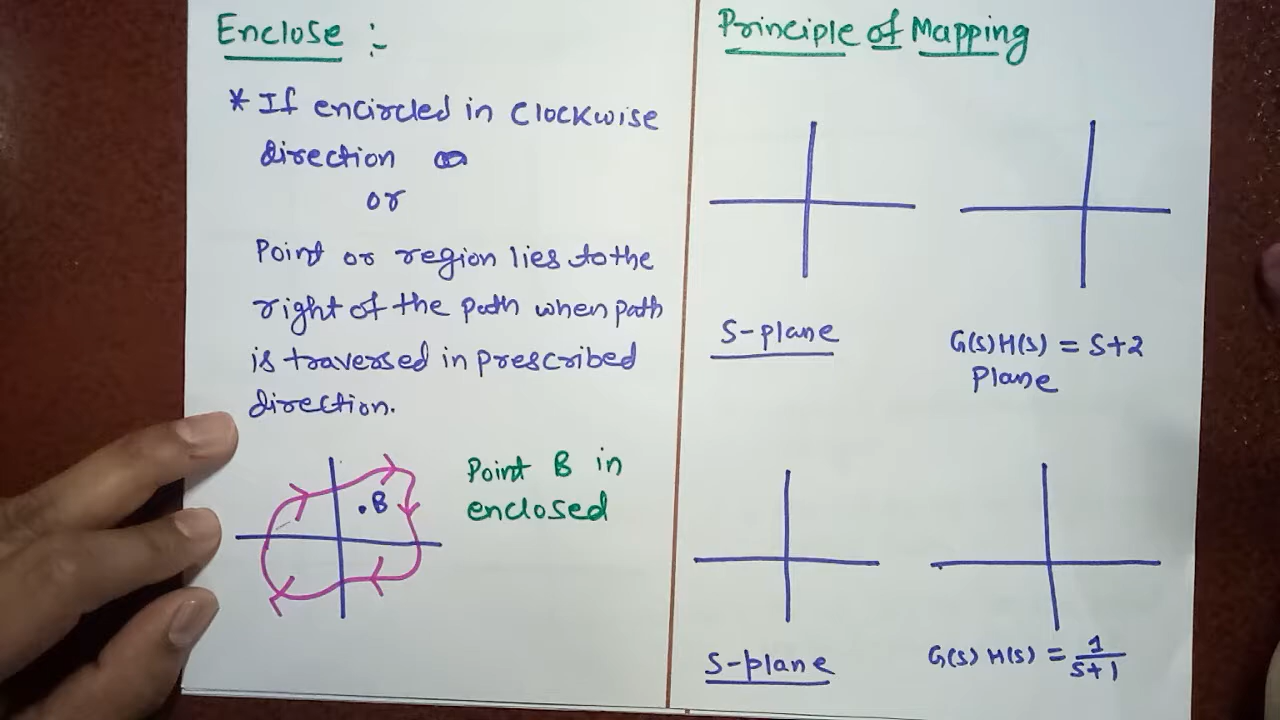 Enclose :-
* If encircled in clockwise
direction
or
Point or region lies to the
right of the path when path
is traversed in prescribed
direction.
.B
Point B in
enclosed
Principle of Mapping
S-plane
G(s)H(s) = S+2
Plane
S-plane
G(s) H(s) = 1/(S+1)